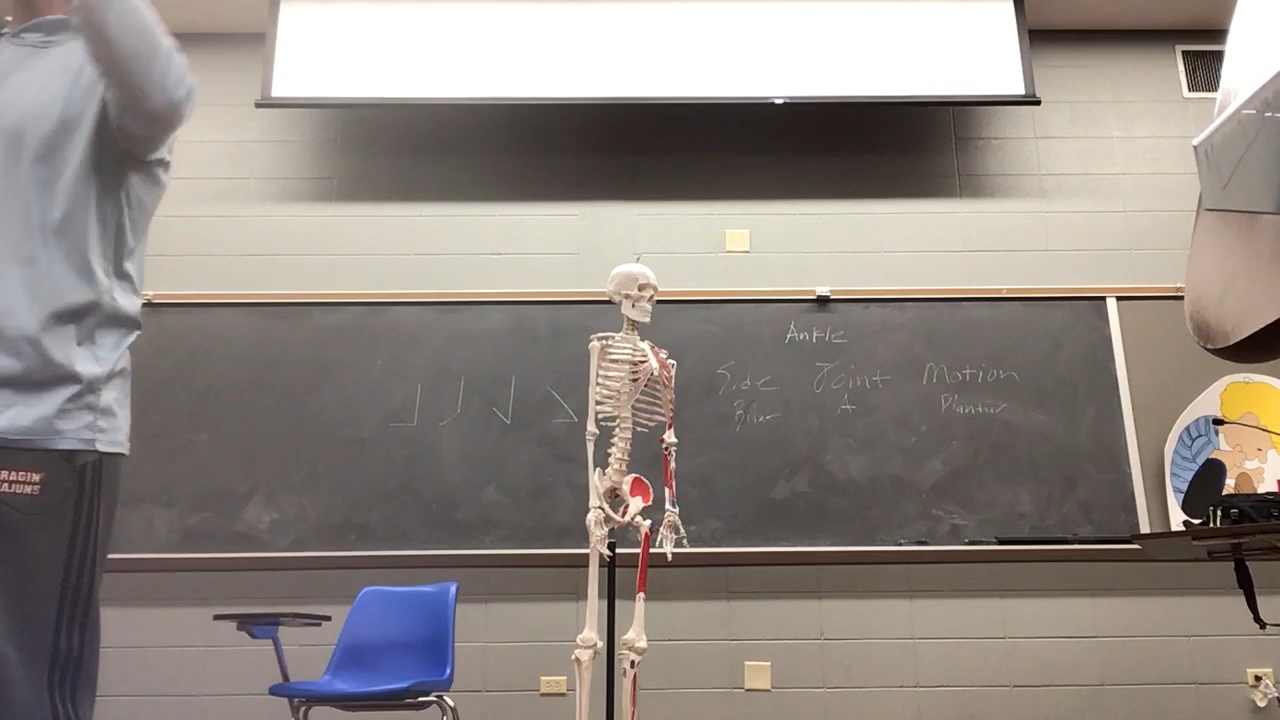 Ankle
Side Joint Motion
A Plantar
RAGIN'
CAJUNS